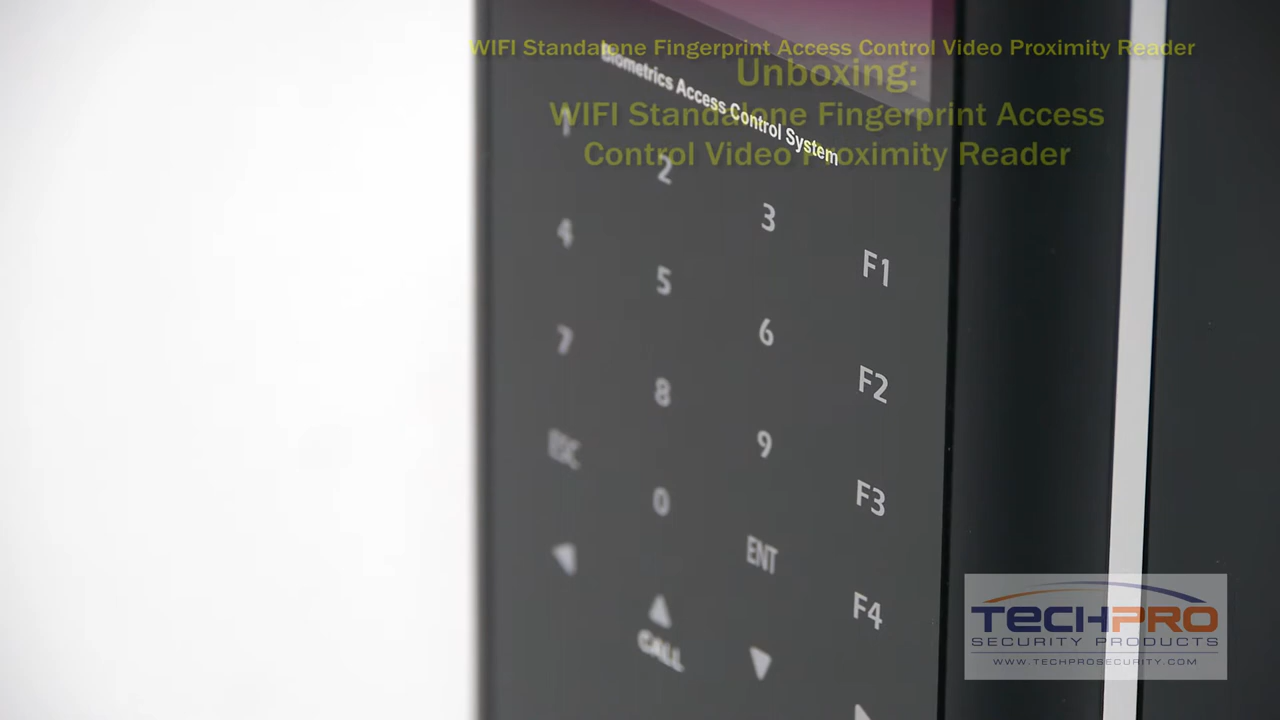 WIFI Standalone Fingerprint Access Control Video Proximity Reader
Unboxing:
WIFI Standalone Fingerprint Access
Control Video Proximity Reader
Biometrics Access Control System
1 2 3 F1
4 5 6 F2
7 8 9 F3
ESC 0 ENT F4
CALL
TECHPRO
SECURITY PRODUCTS
WWW.TECHPROSECURITY.COM